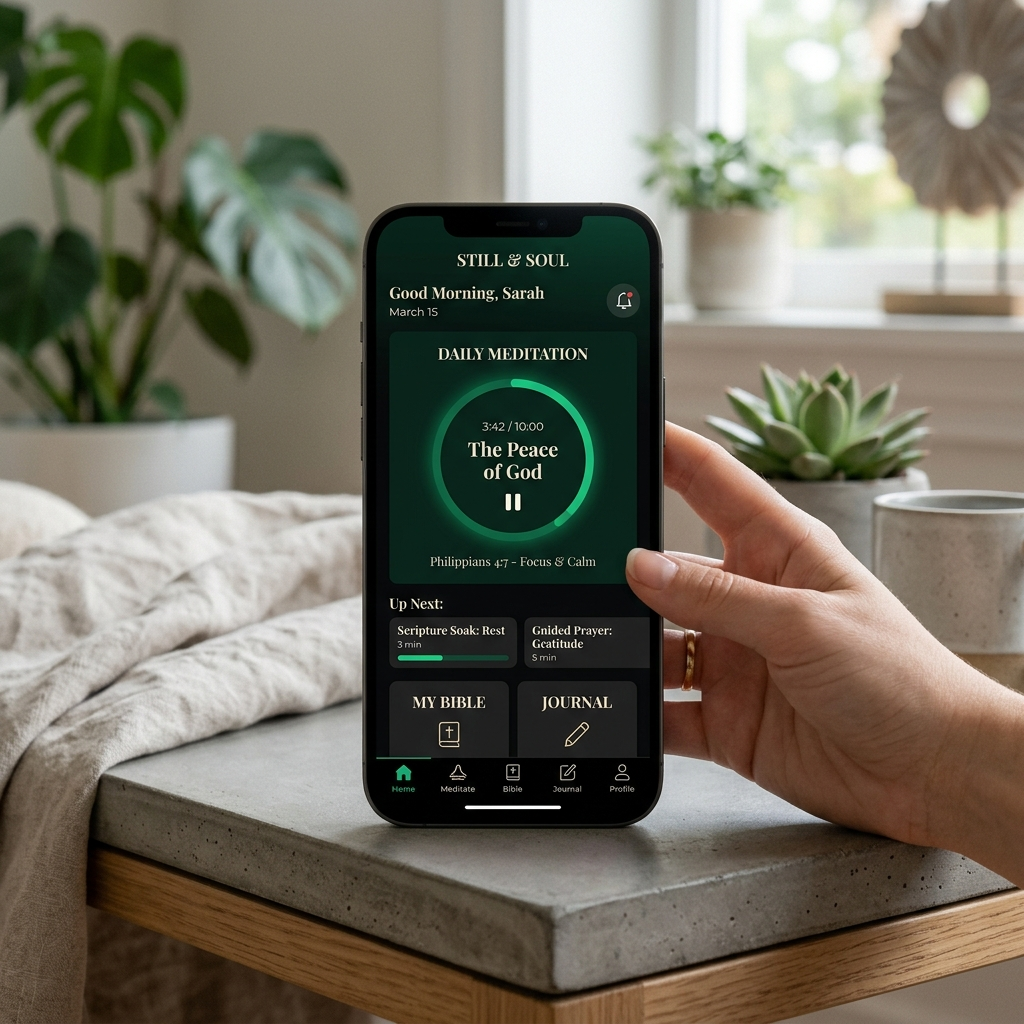 STILL & SOUL
Good Morning, Sarah
March 15
DAILY MEDITATION
3:42 / 10:00
The Peace
of God
Philippians 4:7 - Focus & Calm
Up Next:
Scripture Soak: Rest
3 min
Gnided Prayer:
Geatitude
5 min
MY BIBLE
JOURNAL
Home
Meditate
Bible
Journal
Profile